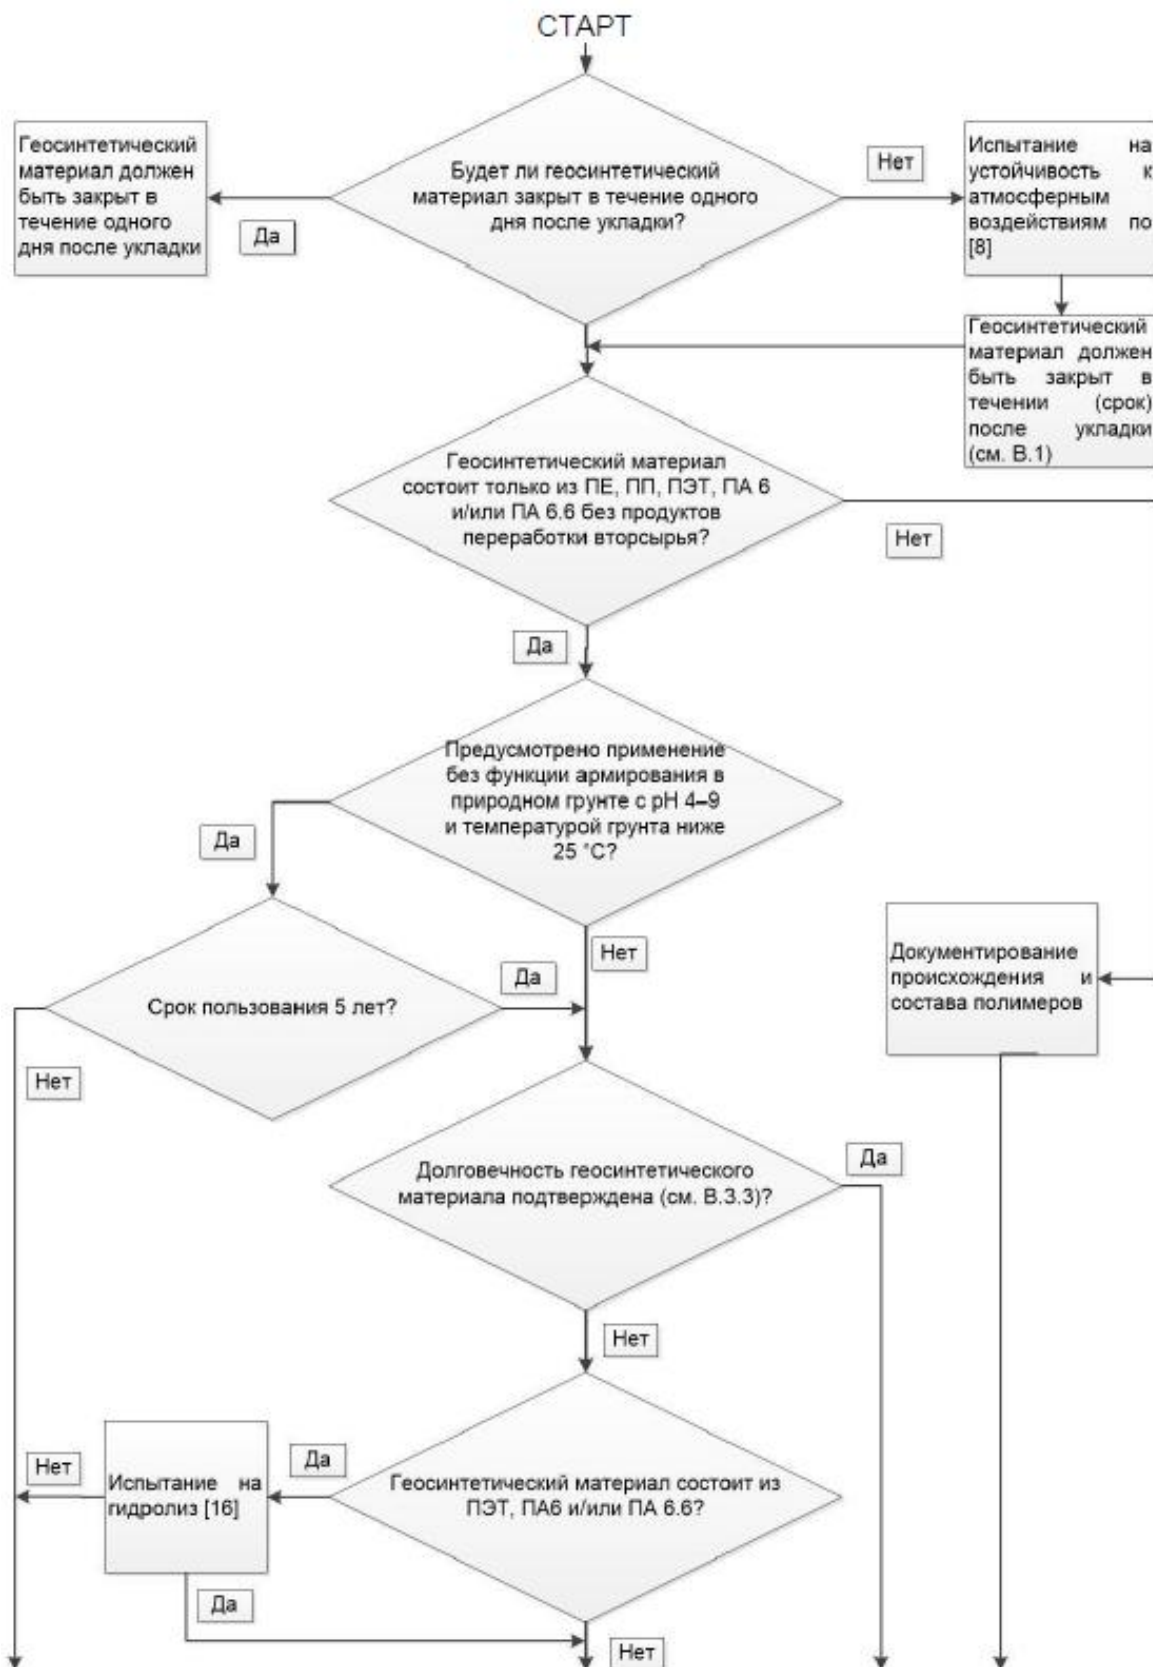 СТАРТ
Геосинтетический
материал должен
быть закрыт в
течение одного
дня после укладки
Да
Будет ли геосинтетический
материал закрыт в течение одного
дня после укладки?
Нет
Испытание на
устойчивость к
атмосферным
воздействиям по
[8]
Геосинтетический
материал должен
быть закрыт в
течении (срок)
после укладки
(см. В.1)
Геосинтетический материал
состоит только из ПЕ, ПП, ПЭТ, ПА 6
и/или ПА 6.6 без продуктов
переработки вторсырья?
Нет
Да
Предусмотрено применение
без функции армирования в
природном грунте с pH 4–9
и температурой грунта ниже
25 °C?
Да
Нет
Срок пользования 5 лет?
Да
Нет
Документирование
происхождения и
состава полимеров
Долговечность геосинтетического
материала подтверждена (см. В.3.3)?
Да
Нет
Геосинтетический материал состоит из
ПЭТ, ПА6 и/или ПА 6.6?
Да
Испытание на
гидролиз [16]
Нет
Да
Нет